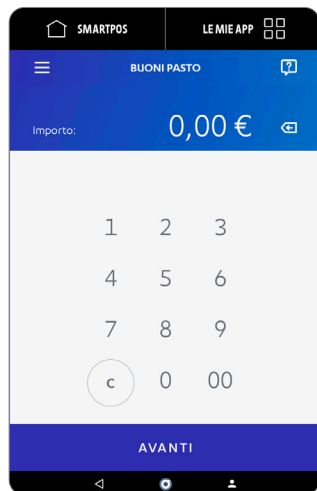 SMARTPOS LE MIE APP
BUONI PASTO
Importo: 0,00 €
1 2 3
4 5 6
7 8 9
c 0 00
AVANTI